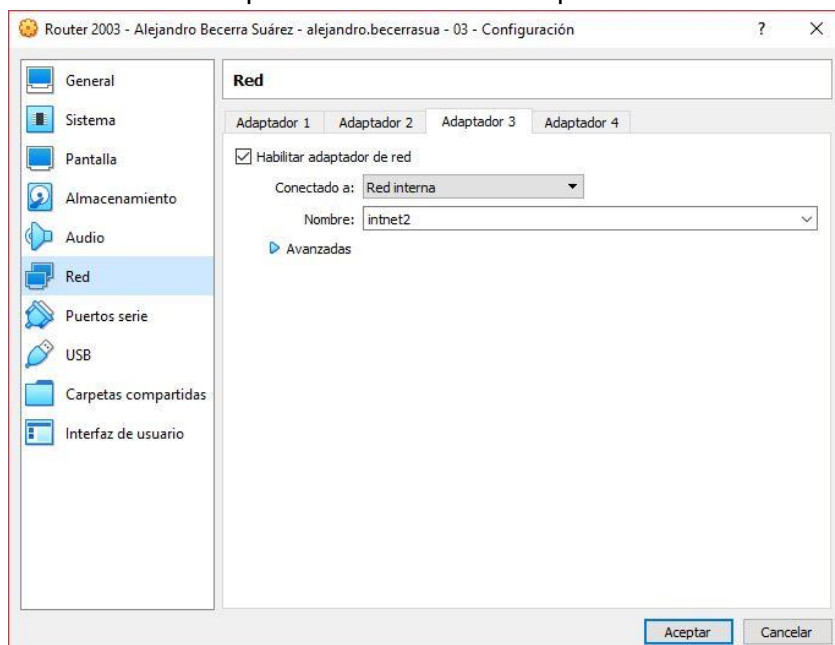 Router 2003 - Alejandro Becerra Suárez - alejandro.becerrasua - 03 - Configuración
?
General
Sistema
Pantalla
Almacenamiento
Audio
Red
Puertos serie
USB
Carpetas compartidas
Interfaz de usuario
Red
Adaptador 1 Adaptador 2 Adaptador 3 Adaptador 4
Habilitar adaptador de red
Conectado a: Red interna
Nombre: intnet2
Avanzadas
Aceptar Cancelar